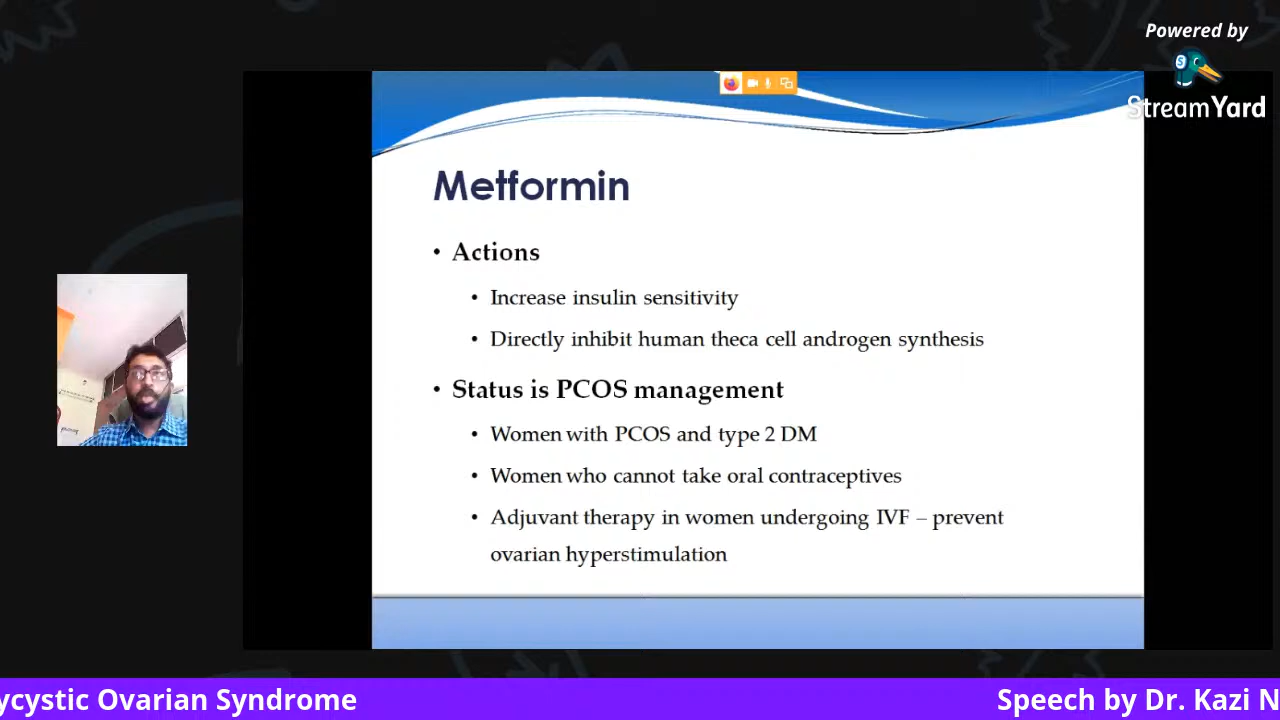 Powered by
StreamYard
Metformin
• Actions
• Increase insulin sensitivity
• Directly inhibit human theca cell androgen synthesis
• Status is PCOS management
• Women with PCOS and type 2 DM
• Women who cannot take oral contraceptives
• Adjuvant therapy in women undergoing IVF – prevent
ovarian hyperstimulation
ycystic Ovarian Syndrome
Speech by Dr. Kazi N